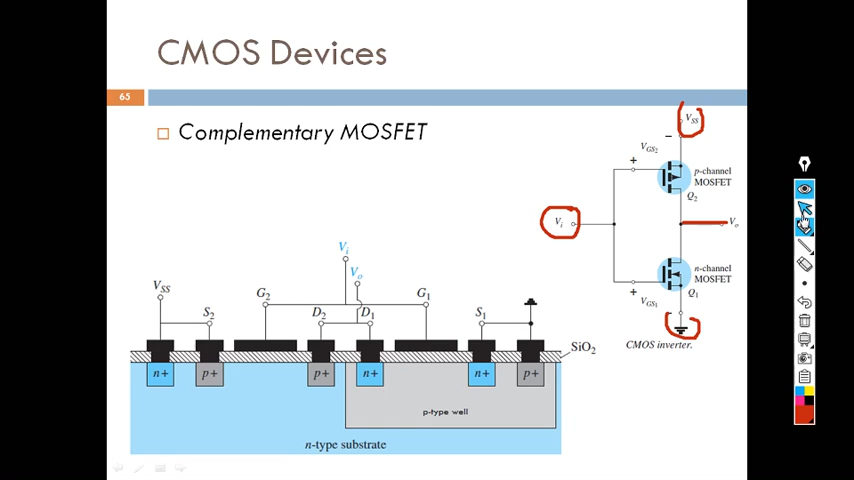 CMOS Devices
65
Complementary MOSFET
VSS
VGS2
p-channel
MOSFET
Q2
Vi
Vo
n-channel
MOSFET
Q1
VGS1
CMOS inverter.
Vi
Vo
VSS
S2
G2
D2
D1
G1
S1
SiO2
n+
p+
p+
n+
n+
p+
p-type well
n-type substrate